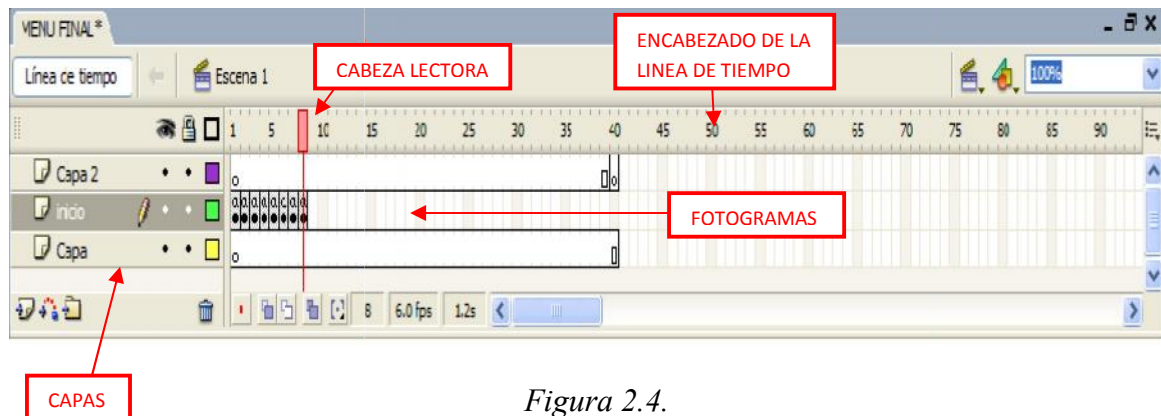 MENU FINAL*
Línea de tiempo Escena 1 100%
CABEZA LECTORA
ENCABEZADO DE LA
LINEA DE TIEMPO
1 5 10 15 20 25 30 35 40 45 50 55 60 65 70 75 80 85 90
Capa 2
inicio
a a a a a c a a
FOTOGRAMAS
Capa
8 6.0 fps 1.2s
CAPAS
Figura 2.4.